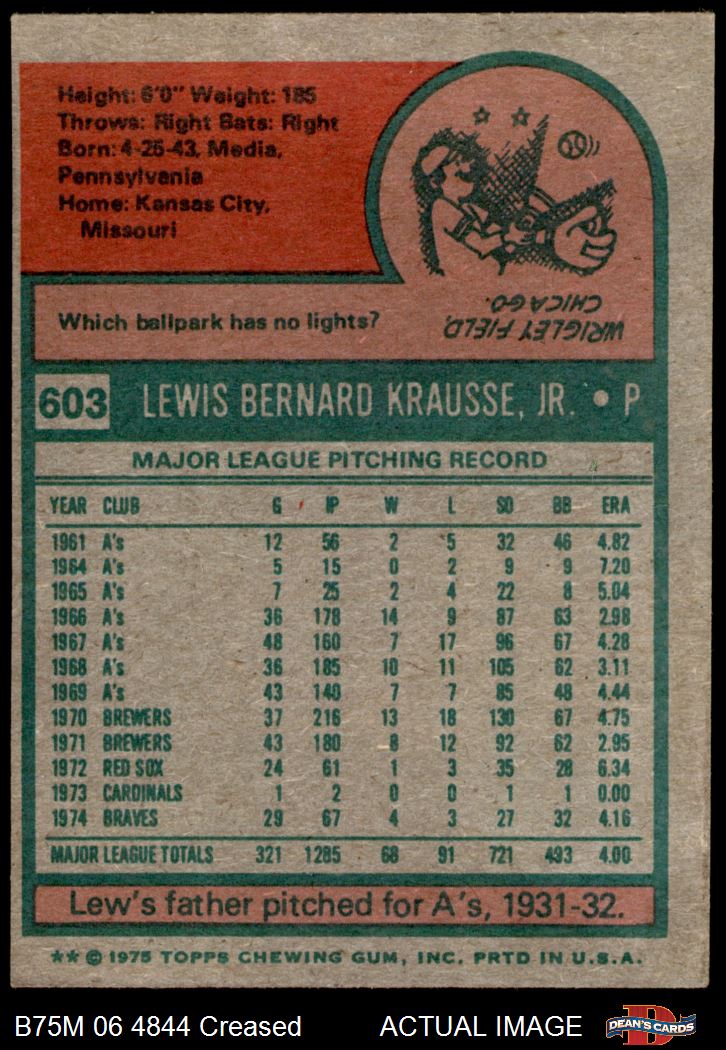 Height: 6'0" Weight: 185
Throws: Right Bats: Right
Born: 4-25-43, Media,
Pennsylvania
Home: Kansas City,
Missouri
Which ballpark has no lights?
WRIGLEY FIELD,
CHICAGO.
603 LEWIS BERNARD KRAUSSE, JR. • P
MAJOR LEAGUE PITCHING RECORD
YEAR CLUB G IP W L SO BB ERA
1961 A's 12 56 2 5 32 46 4.82
1964 A's 5 15 0 2 9 9 7.20
1965 A's 7 25 2 4 22 8 5.04
1966 A's 36 178 14 9 87 63 2.98
1967 A's 48 160 7 17 96 67 4.28
1968 A's 36 185 10 11 105 62 3.11
1969 A's 43 140 7 7 85 48 4.44
1970 BREWERS 37 216 13 18 130 67 4.75
1971 BREWERS 43 180 8 12 92 62 2.95
1972 RED SOX 24 61 1 3 35 28 6.34
1973 CARDINALS 1 2 0 0 1 1 0.00
1974 BRAVES 29 67 4 3 27 32 4.16
MAJOR LEAGUE TOTALS 321 1285 68 91 721 493 4.00
Lew's father pitched for A's, 1931-32.
** © 1975 TOPPS CHEWING GUM, INC. PRTD IN U.S.A.
B75M 06 4844 Creased ACTUAL IMAGE
DEAN'S CARDS